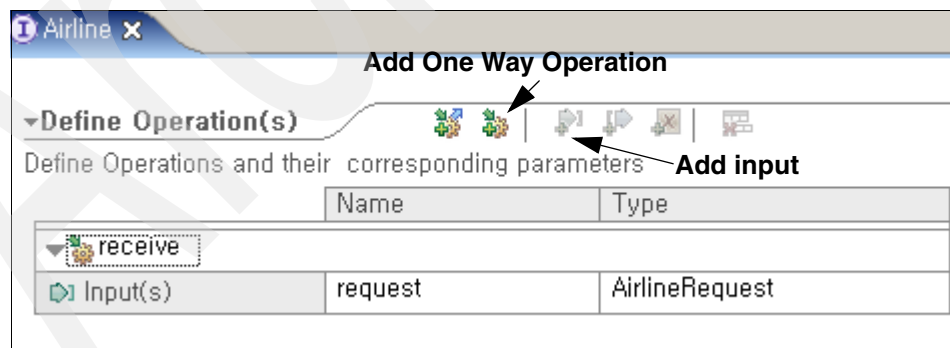 Airline
Add One Way Operation
Define Operation(s)
Define Operations and their corresponding parameters
Add input
Name Type
receive
Input(s) request AirlineRequest